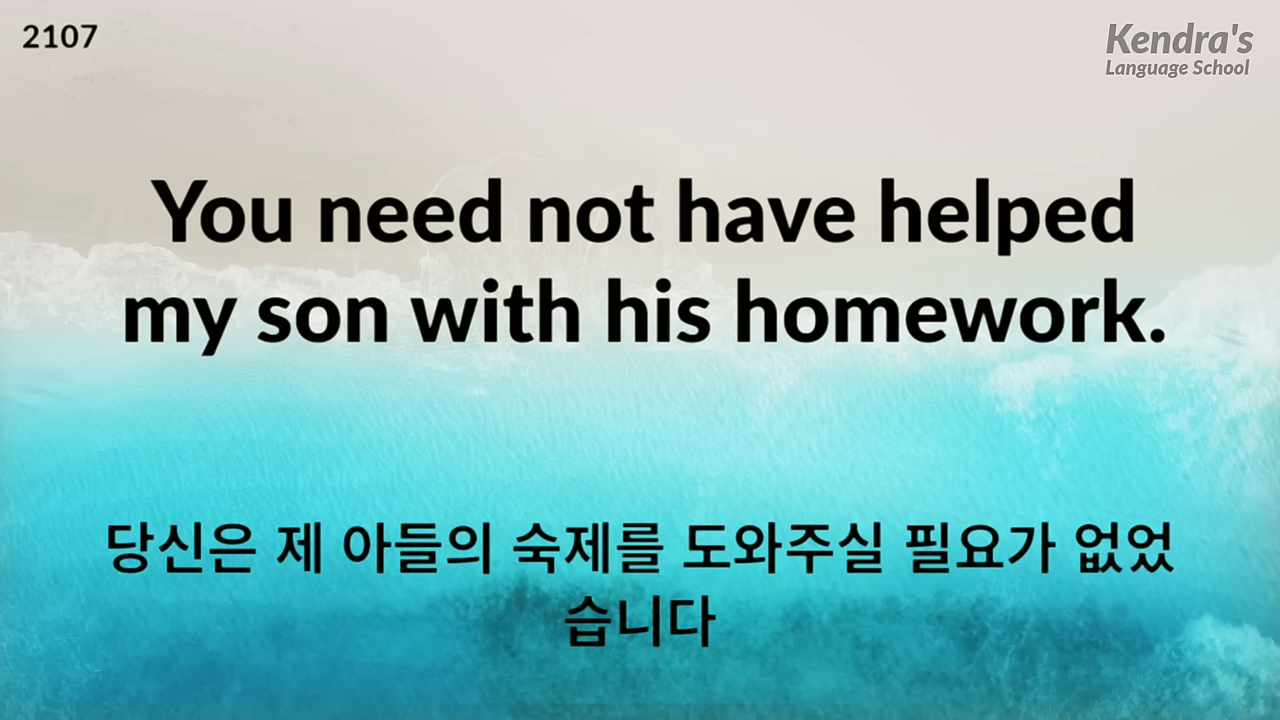 2107
Kendra's
Language School
You need not have helped
my son with his homework.
당신은 제 아들의 숙제를 도와주실 필요가 없었
습니다